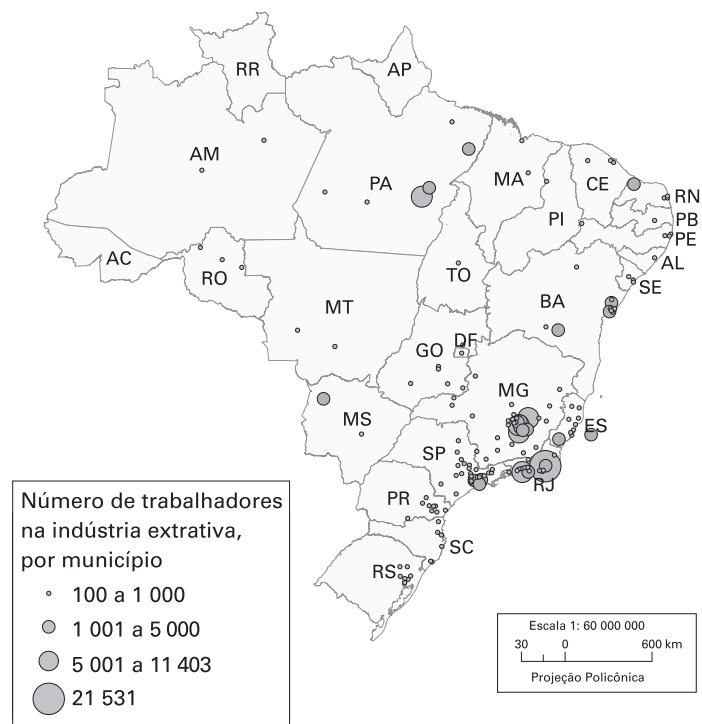 RR
AP
AM
PA
MA
CE
RN
PB
PE
PI
AL
SE
AC
RO
TO
BA
MT
GO
DF
MG
MS
ES
SP
RJ
PR
SC
RS
Número de trabalhadores
na indústria extrativa,
por município
100 a 1 000
1 001 a 5 000
5 001 a 11 403
21 531
Escala 1: 60 000 000
30 0 600 km
Projeção Policônica